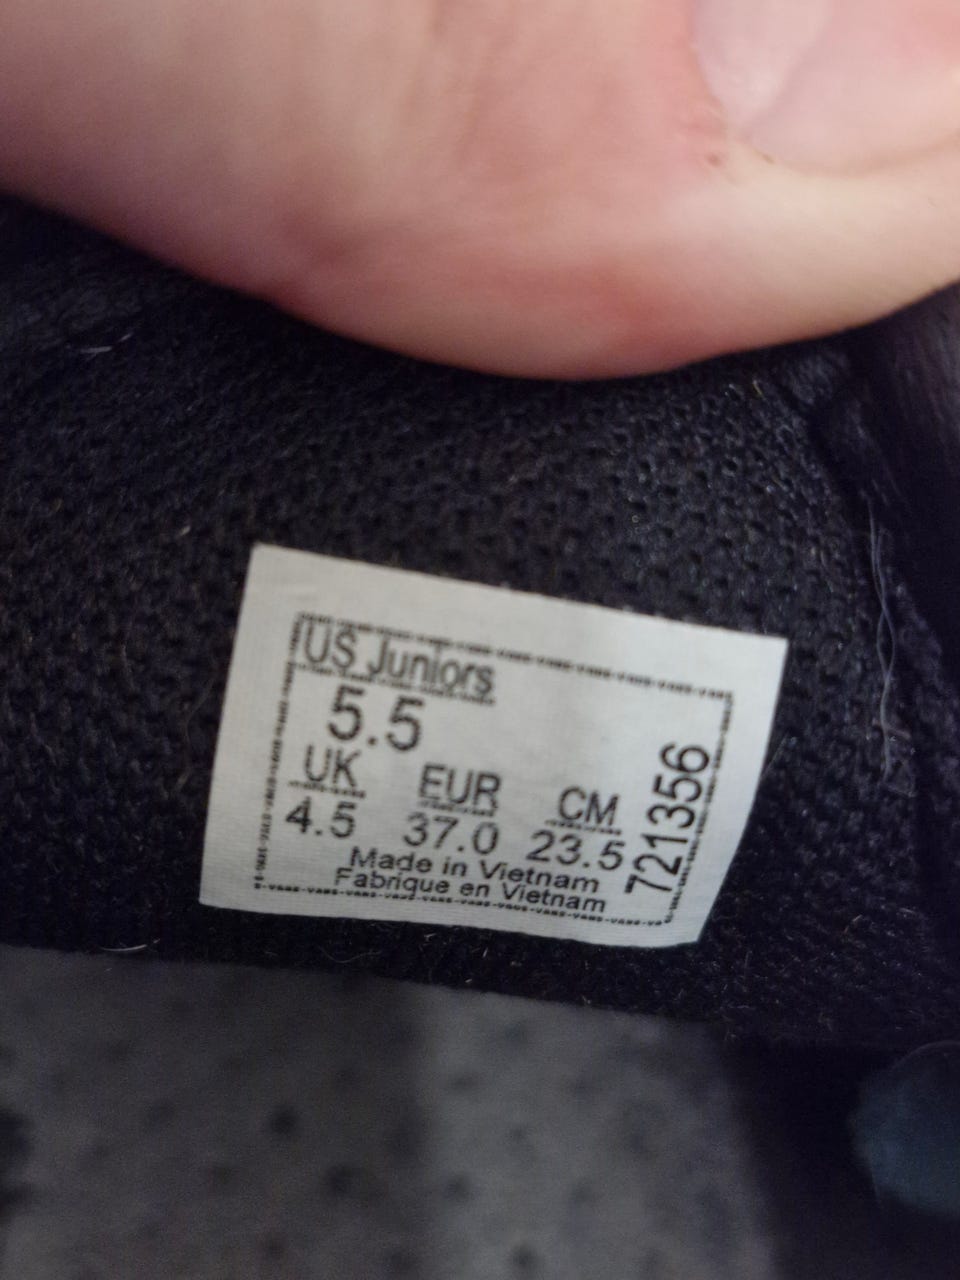 US Juniors
5.5
UK EUR CM
4.5 37.0 23.5
Made in Vietnam
Fabrique en Vietnam
721356